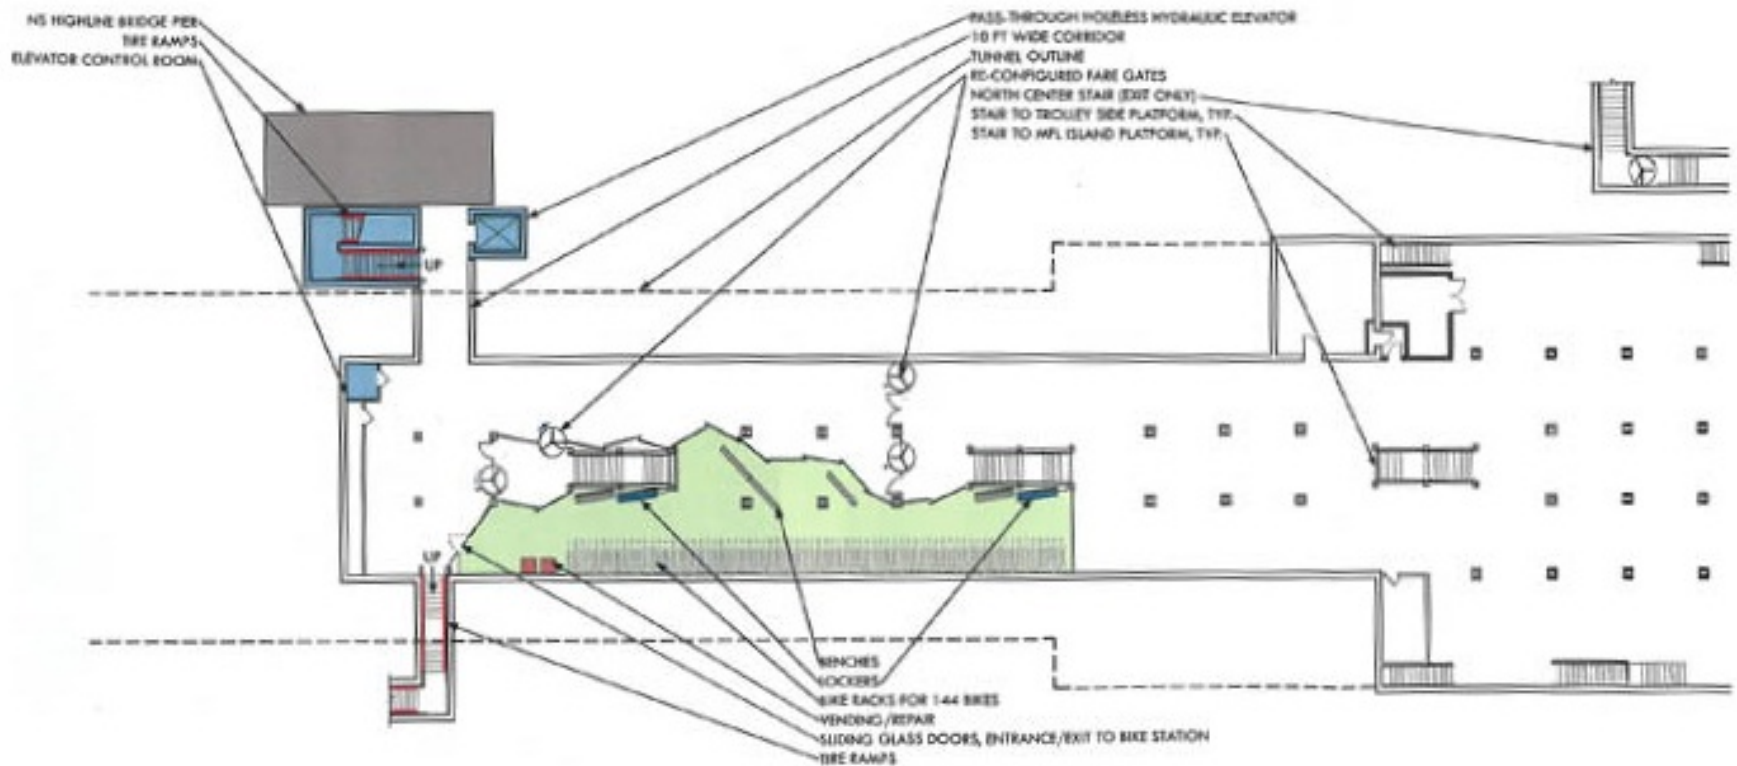 NS HIGHLINE BRIDGE PIER
TIRE RAMPS
ELEVATOR CONTROL ROOM
PASS-THROUGH HOLELESS HYDRAULIC ELEVATOR
10 FT WIDE CORRIDOR
TUNNEL OUTLINE
RE-CONFIGURED FARE GATES
NORTH CENTER STAIR (EXIT ONLY)
STAIR TO TROLLEY SIDE PLATFORM, TYP.
STAIR TO MFL ISLAND PLATFORM, TYP.
UP
UP
BENCHES
LOCKERS
BIKE RACKS FOR 144 BIKES
VENDING/REPAIR
SLIDING GLASS DOORS, ENTRANCE/EXIT TO BIKE STATION
TIRE RAMPS